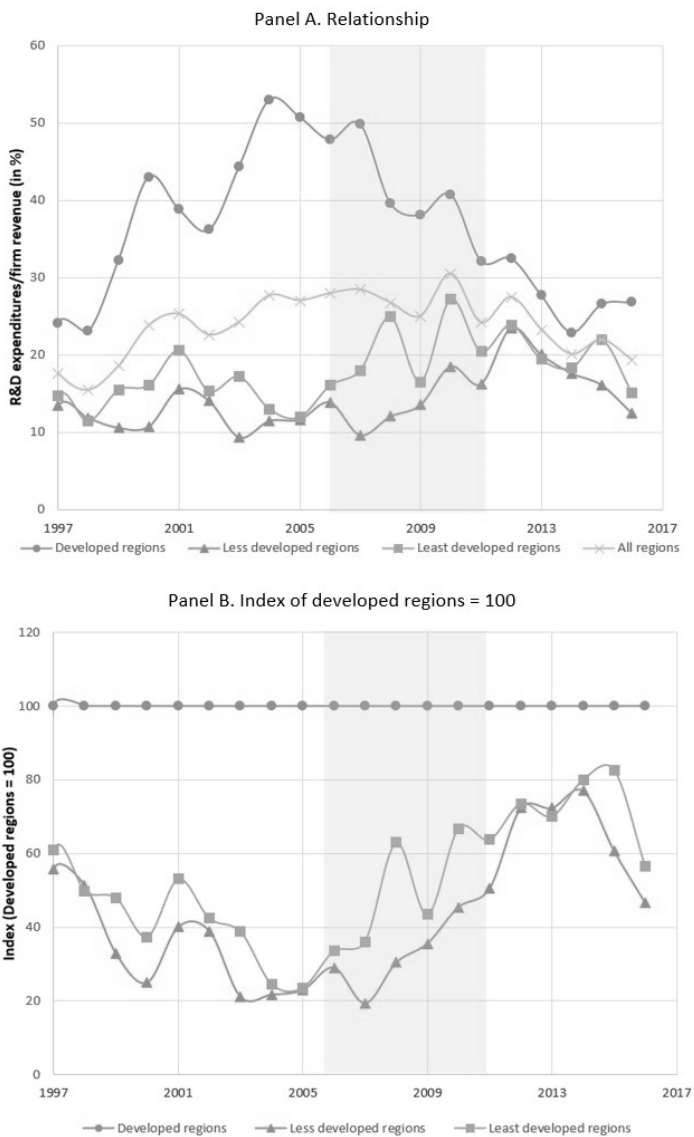 Panel A. Relationship
R&D expenditures/firm revenue (in %)
60
50
40
30
20
10
0
1997 2001 2005 2009 2013 2017
Developed regions Less developed regions Least developed regions All regions
Panel B. Index of developed regions = 100
Index (Developed regions = 100)
120
100
80
60
40
20
0
1997 2001 2005 2009 2013 2017
Developed regions Less developed regions Least developed regions